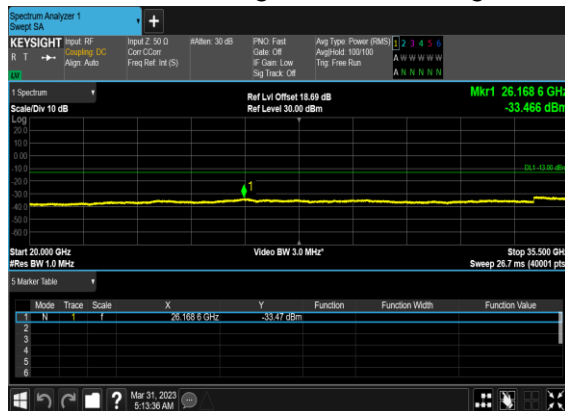 Spectrum Analyzer 1
Swept SA
KEYSIGHT Input: RF Input Z: 50 Ω #Atten: 30 dB PNO: Fast Avg Type: Power (RMS) 1 2 3 4 5 6
R T Coupling: DC Corr CCorr Gate: Off Avg|Hold: 100/100 A W W W W W
Align: Auto Freq Ref: Int (S) IF Gain: Low Trig: Free Run
LW Sig Track: Off A N N N N N
1 Spectrum Ref Lvl Offset 18.69 dB Mkr1 26.168 6 GHz
Scale/Div 10 dB Ref Level 30.00 dBm -33.466 dBm
Log
20.0
10.0
0.00
-10.0 DL1 -13.00 dBm
-20.0
-30.0 1
-40.0
-50.0
-60.0
Start 20.000 GHz Video BW 3.0 MHz* Stop 35.500 GHz
#Res BW 1.0 MHz Sweep 26.7 ms (40001 pts
5 Marker Table
Mode Trace Scale X Y Function Function Width Function Value
1 N 1 f 26.168 6 GHz -33.47 dBm
2
3
4
5
6
? Mar 31, 2023
5:13:36 AM